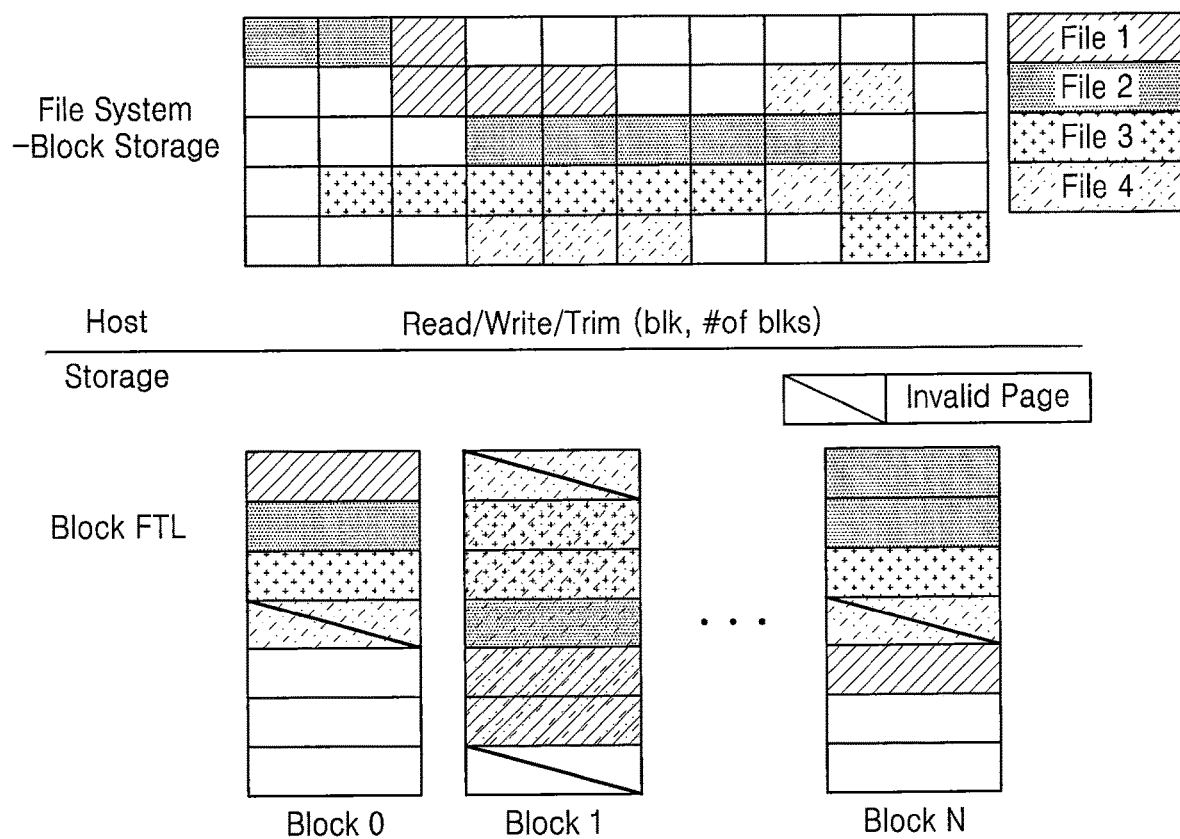 File 1
File 2
File 3
File 4
File System
-Block Storage
Host
Read/Write/Trim (blk, #of blks)
Storage
Invalid Page
Block FTL
. . .
Block 0
Block 1
Block N